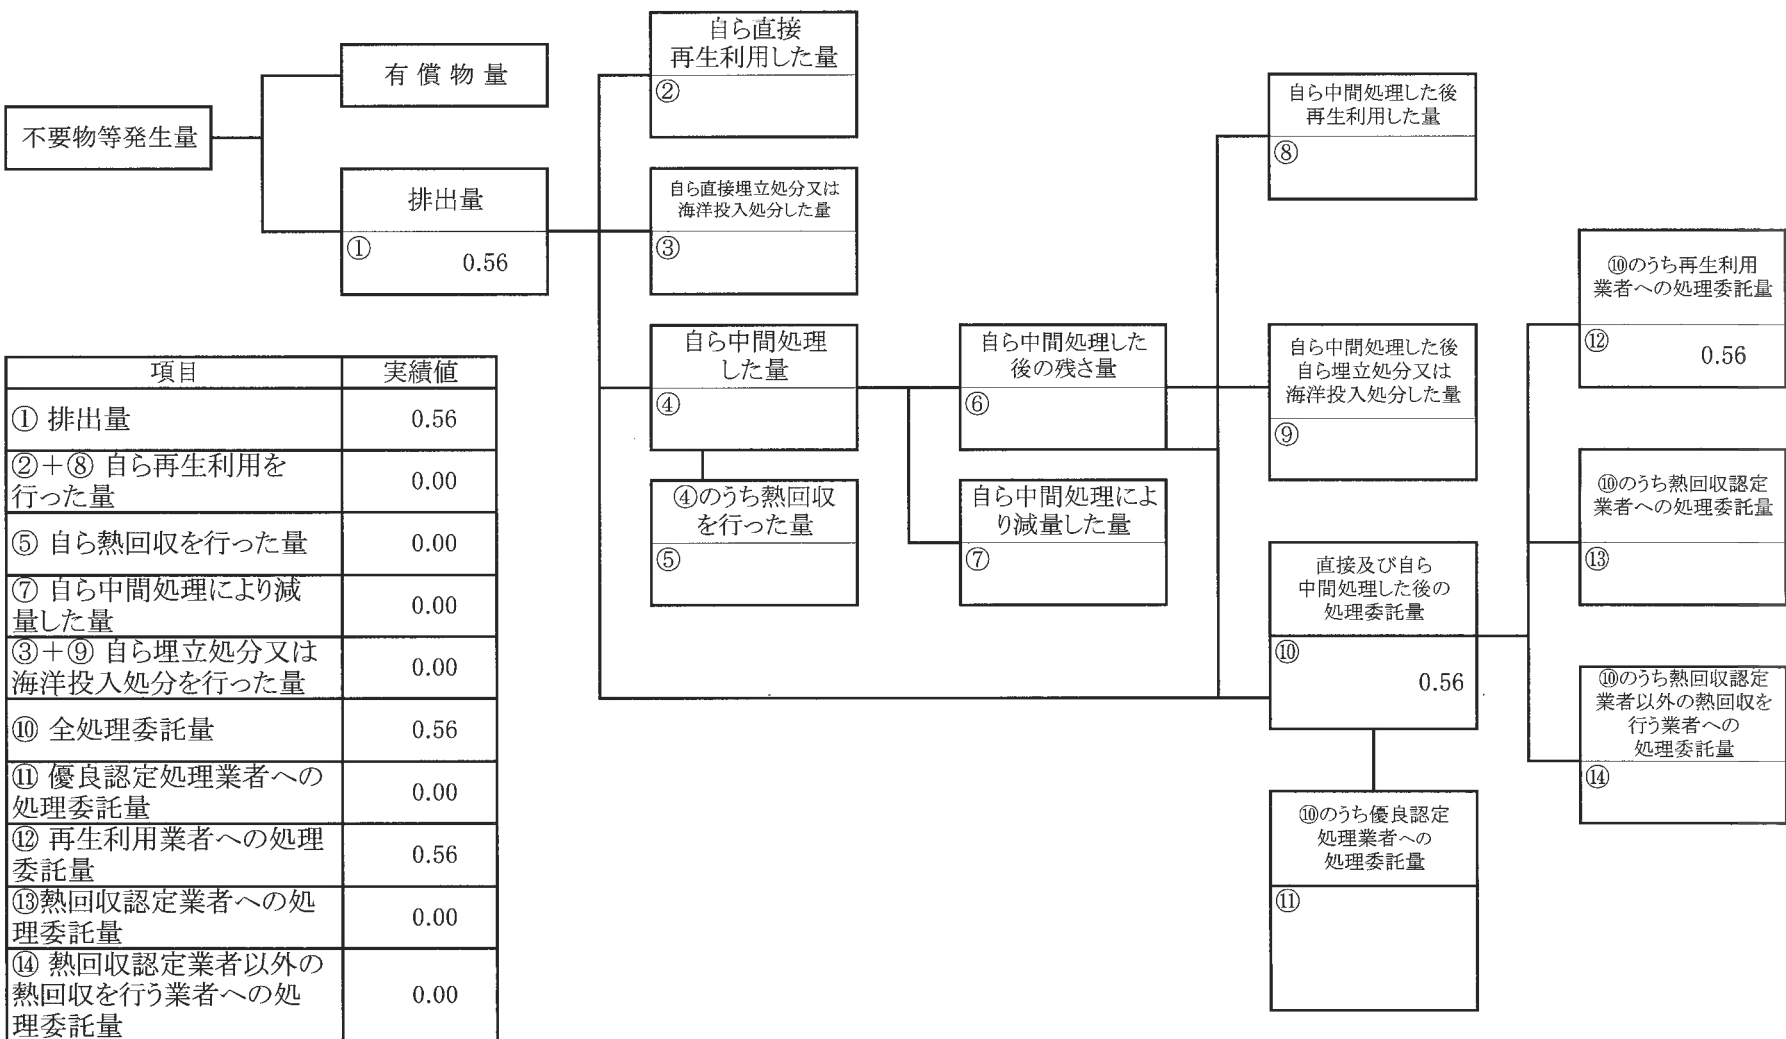 不要物等発生量
有償物量
排出量
①
0.56
自ら直接
再生利用した量
②
自ら直接埋立処分又は
海洋投入処分した量
③
自ら中間処理
した量
④
④のうち熱回収
を行った量
⑤
自ら中間処理した
後の残さ量
⑥
自ら中間処理によ
り減量した量
⑦
自ら中間処理した後
再生利用した量
⑧
自ら中間処理した後
自ら埋立処分又は
海洋投入処分した量
⑨
直接及び自ら
中間処理した後の
処理委託量
⑩
0.56
⑩のうち優良認定
処理業者への
処理委託量
⑪
⑩のうち再生利用
業者への処理委託量
⑫
0.56
⑩のうち熱回収認定
業者への処理委託量
⑬
⑩のうち熱回収認定
業者以外の熱回収を
行う業者への
処理委託量
⑭
項目 実績値
① 排出量 0.56
②+⑧ 自ら再生利用を
行った量 0.00
⑤ 自ら熱回収を行った量 0.00
⑦ 自ら中間処理により減
量した量 0.00
③+⑨ 自ら埋立処分又は
海洋投入処分を行った量 0.00
⑩ 全処理委託量 0.56
⑪ 優良認定処理業者への
処理委託量 0.00
⑫ 再生利用業者への処理
委託量 0.56
⑬熱回収認定業者への処
理委託量 0.00
⑭ 熱回収認定業者以外の
熱回収を行う業者への処
理委託量 0.00